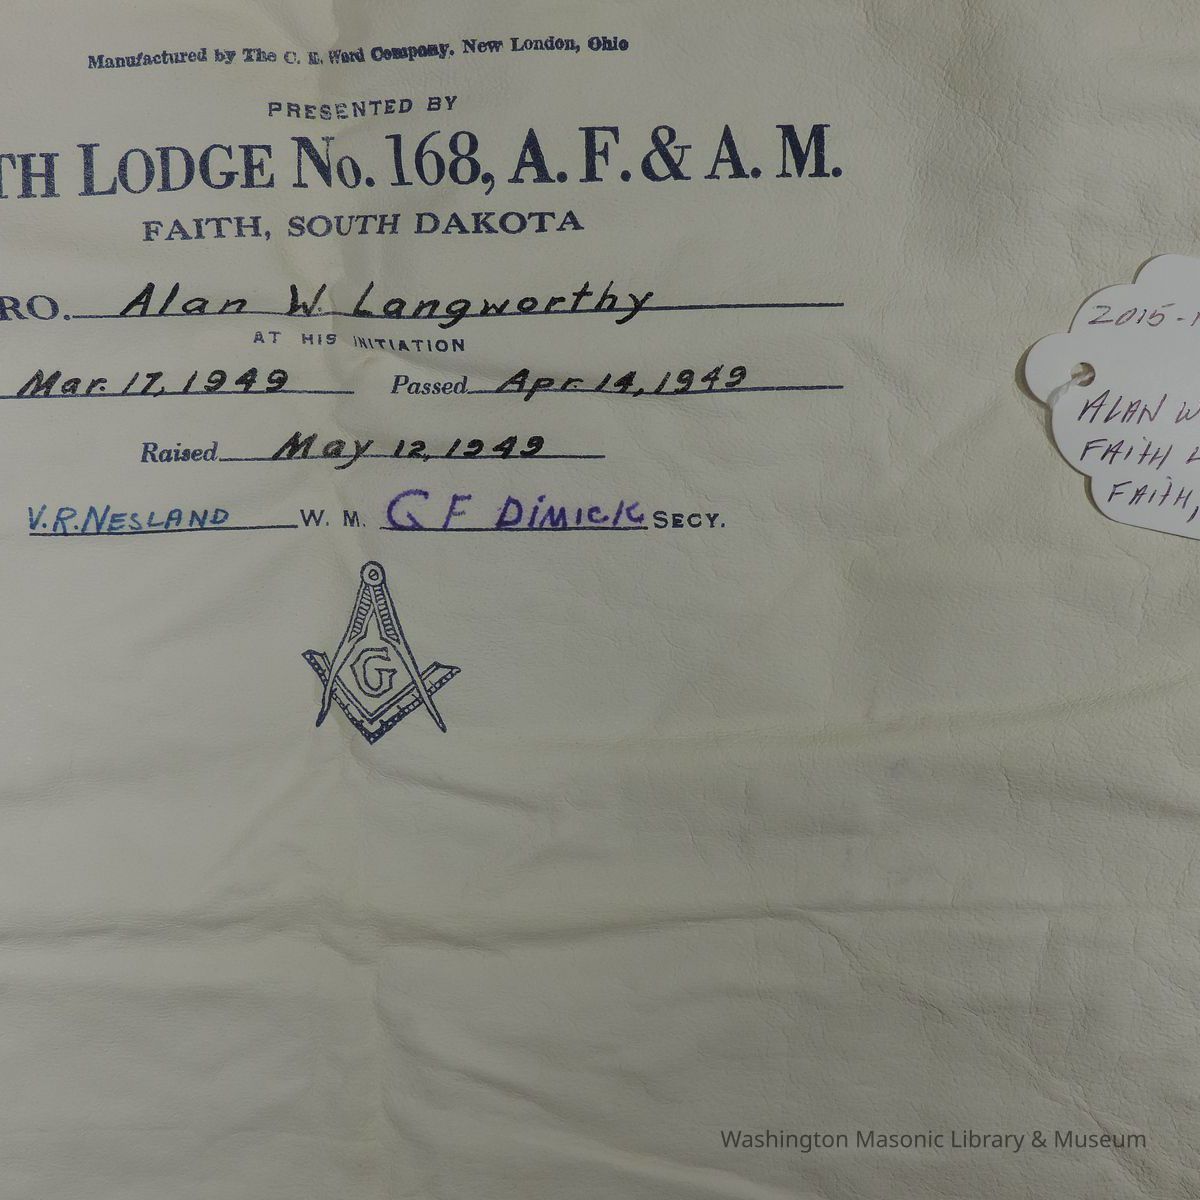 Manufactured by The C. E. Ward Company, New London, Ohio
PRESENTED BY
TH LODGE No. 168, A. F. & A. M.
FAITH, SOUTH DAKOTA
RO. Alan W. Langworthy
AT HIS INITIATION
Mar. 17, 1949 Passed Apr. 14, 1949
Raised May 12, 1949
V.R. NESLAND W. M. G F DIMICK SECY.
G
2015-
ALAN W
FAITH L
FAITH,
Washington Masonic Library & Museum